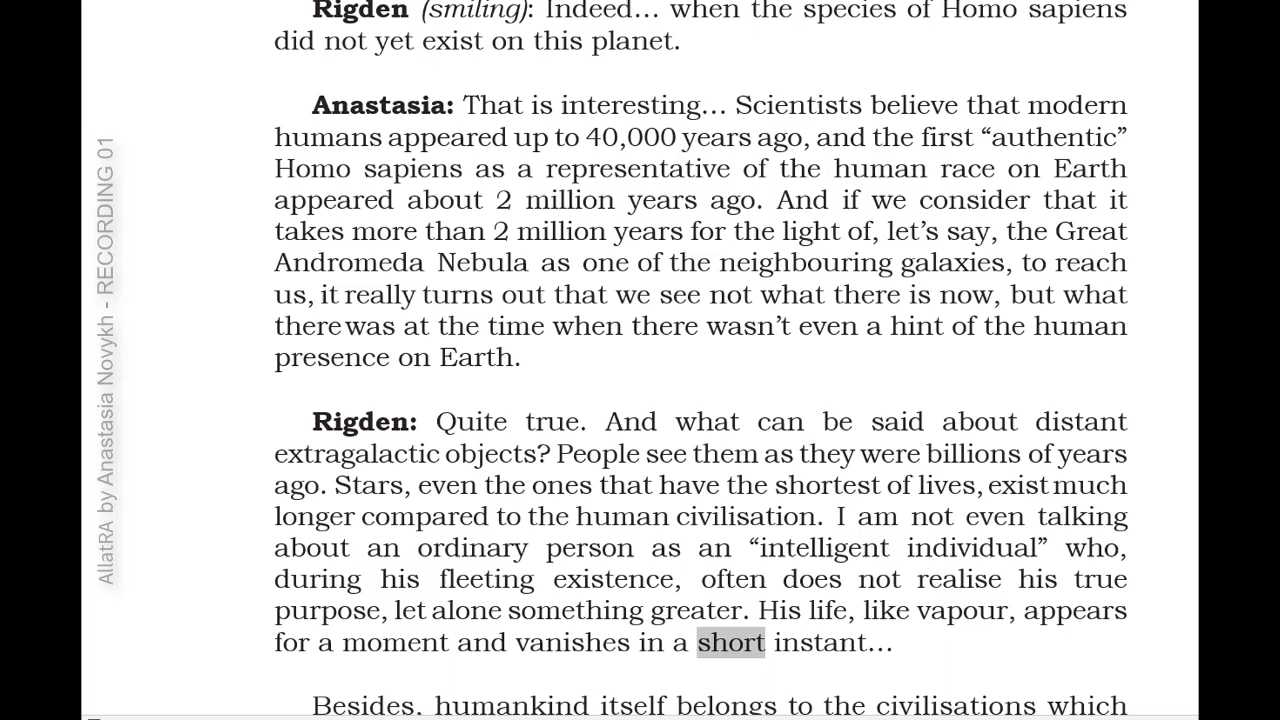 Rigden (smiling): Indeed… when the species of Homo sapiens
did not yet exist on this planet.
Anastasia: That is interesting… Scientists believe that modern
humans appeared up to 40,000 years ago, and the first “authentic”
Homo sapiens as a representative of the human race on Earth
appeared about 2 million years ago. And if we consider that it
takes more than 2 million years for the light of, let’s say, the Great
Andromeda Nebula as one of the neighbouring galaxies, to reach
us, it really turns out that we see not what there is now, but what
there was at the time when there wasn’t even a hint of the human
presence on Earth.
Rigden: Quite true. And what can be said about distant
extragalactic objects? People see them as they were billions of years
ago. Stars, even the ones that have the shortest of lives, exist much
longer compared to the human civilisation. I am not even talking
about an ordinary person as an “intelligent individual” who,
during his fleeting existence, often does not realise his true
purpose, let alone something greater. His life, like vapour, appears
for a moment and vanishes in a short instant…
Besides, humankind itself belongs to the civilisations which
AllatRA by Anastasia Novykh - RECORDING 01